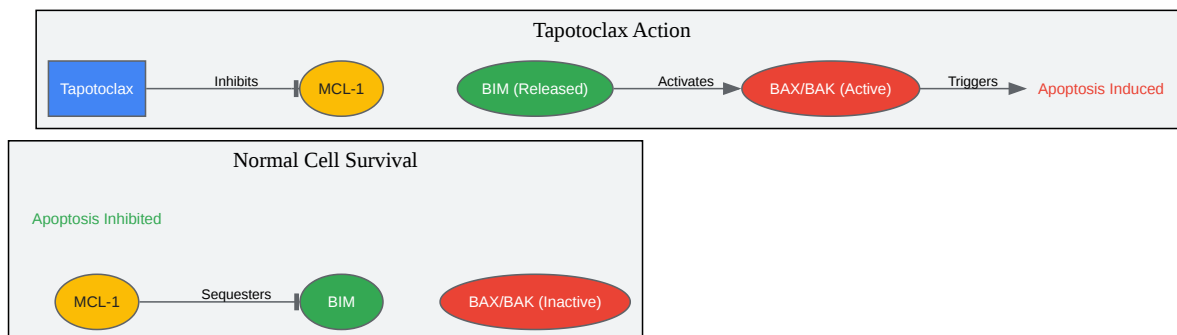 Tapotoclax Action
Tapotoclax
Inhibits
MCL-1
BIM (Released)
Activates
BAX/BAK (Active)
Triggers
Apoptosis Induced
Normal Cell Survival
Apoptosis Inhibited
MCL-1
Sequesters
BIM
BAX/BAK (Inactive)